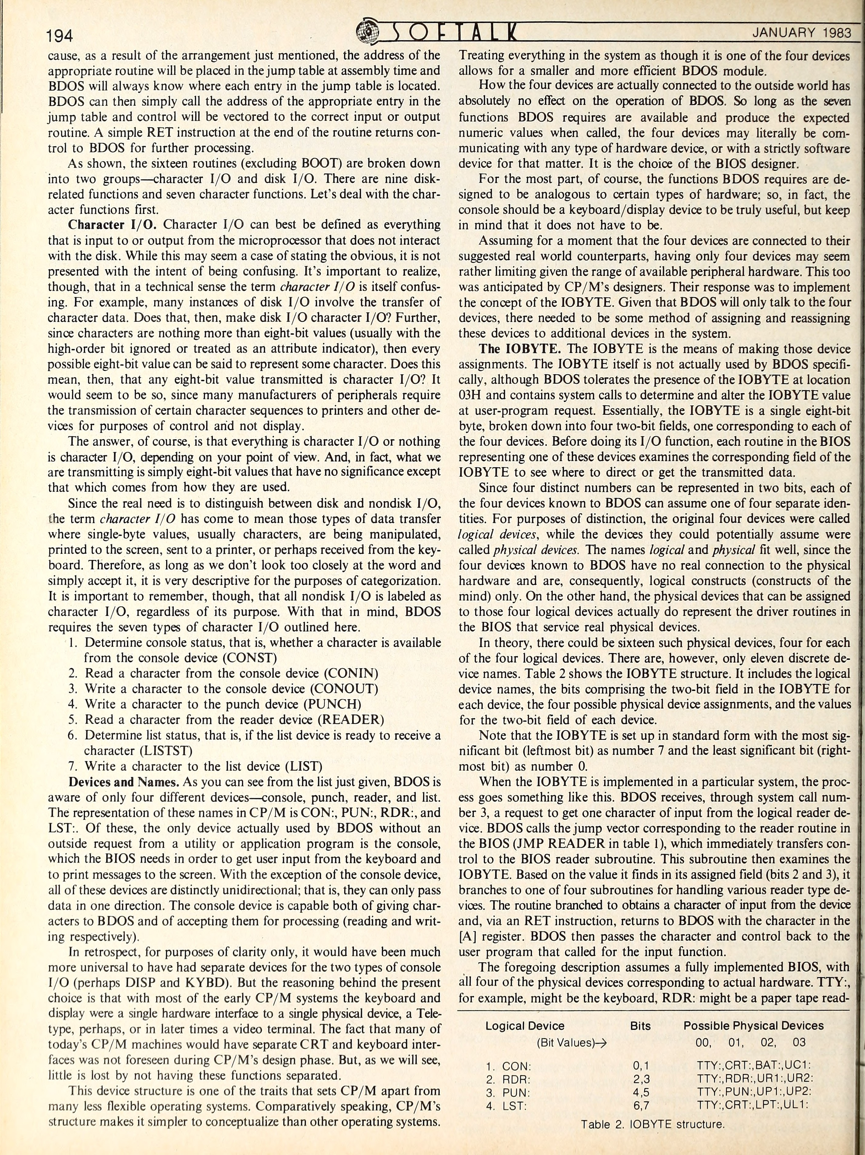 194
SOFTALK
JANUARY 1983
cause, as a result of the arrangement just mentioned, the address of the
appropriate routine will be placed in the jump table at assembly time and
BDOS will always know where each entry in the jump table is located.
BDOS can then simply call the address of the appropriate entry in the
jump table and control will be vectored to the correct input or output
routine. A simple RET instruction at the end of the routine returns con-
trol to BDOS for further processing.
As shown, the sixteen routines (excluding BOOT) are broken down
into two groups—character I/O and disk I/O. There are nine disk-
related functions and seven character functions. Let's deal with the char-
acter functions first.
Character I/O. Character I/O can best be defined as everything
that is input to or output from the microprocessor that does not interact
with the disk. While this may seem a case of stating the obvious, it is not
presented with the intent of being confusing. It's important to realize,
though, that in a technical sense the term character I/O is itself confus-
ing. For example, many instances of disk I/O involve the transfer of
character data. Does that, then, make disk I/O character I/O? Further,
since characters are nothing more than eight-bit values (usually with the
high-order bit ignored or treated as an attribute indicator), then every
possible eight-bit value can be said to represent some character. Does this
mean, then, that any eight-bit value transmitted is character I/O? It
would seem to be so, since many manufacturers of peripherals require
the transmission of certain character sequences to printers and other de-
vices for purposes of control and not display.
The answer, of course, is that everything is character I/O or nothing
is character I/O, depending on your point of view. And, in fact, what we
are transmitting is simply eight-bit values that have no significance except
that which comes from how they are used.
Since the real need is to distinguish between disk and nondisk I/O,
the term character I/O has come to mean those types of data transfer
where single-byte values, usually characters, are being manipulated,
printed to the screen, sent to a printer, or perhaps received from the key-
board. Therefore, as long as we don't look too closely at the word and
simply accept it, it is very descriptive for the purposes of categorization.
It is important to remember, though, that all nondisk I/O is labeled as
character I/O, regardless of its purpose. With that in mind, BDOS
requires the seven types of character I/O outlined here.
1. Determine console status, that is, whether a character is available
from the console device (CONST)
2. Read a character from the console device (CONIN)
3. Write a character to the console device (CONOUT)
4. Write a character to the punch device (PUNCH)
5. Read a character from the reader device (READER)
6. Determine list status, that is, if the list device is ready to receive a
character (LISTST)
7. Write a character to the list device (LIST)
Devices and Names. As you can see from the list just given, BDOS is
aware of only four different devices—console, punch, reader, and list.
The representation of these names in CP/M is CON:, PUN:, RDR:, and
LST:. Of these, the only device actually used by BDOS without an
outside request from a utility or application program is the console,
which the BIOS needs in order to get user input from the keyboard and
to print messages to the screen. With the exception of the console device,
all of these devices are distinctly unidirectional; that is, they can only pass
data in one direction. The console device is capable both of giving char-
acters to BDOS and of accepting them for processing (reading and writ-
ing respectively).
In retrospect, for purposes of clarity only, it would have been much
more universal to have had separate devices for the two types of console
I/O (perhaps DISP and KYBD). But the reasoning behind the present
choice is that with most of the early CP/M systems the keyboard and
display were a single hardware interface to a single physical device, a Tele-
type, perhaps, or in later times a video terminal. The fact that many of
today's CP/M machines would have separate CRT and keyboard inter-
faces was not foreseen during CP/M's design phase. But, as we will see,
little is lost by not having these functions separated.
This device structure is one of the traits that sets CP/M apart from
many less flexible operating systems. Comparatively speaking, CP/M's
structure makes it simpler to conceptualize than other operating systems.
Treating everything in the system as though it is one of the four devices
allows for a smaller and more efficient BDOS module.
How the four devices are actually connected to the outside world has
absolutely no effect on the operation of BDOS. So long as the seven
functions BDOS requires are available and produce the expected
numeric values when called, the four devices may literally be com-
municating with any type of hardware device, or with a strictly software
device for that matter. It is the choice of the BIOS designer.
For the most part, of course, the functions BDOS requires are de-
signed to be analogous to certain types of hardware; so, in fact, the
console should be a keyboard/display device to be truly useful, but keep
in mind that it does not have to be.
Assuming for a moment that the four devices are connected to their
suggested real world counterparts, having only four devices may seem
rather limiting given the range of available peripheral hardware. This too
was anticipated by CP/M's designers. Their response was to implement
the concept of the IOBYTE. Given that BDOS will only talk to the four
devices, there needed to be some method of assigning and reassigning
these devices to additional devices in the system.
The IOBYTE. The IOBYTE is the means of making those device
assignments. The IOBYTE itself is not actually used by BDOS specifi-
cally, although BDOS tolerates the presence of the IOBYTE at location
03H and contains system calls to determine and alter the IOBYTE value
at user-program request. Essentially, the IOBYTE is a single eight-bit
byte, broken down into four two-bit fields, one corresponding to each of
the four devices. Before doing its I/O function, each routine in the BIOS
representing one of these devices examines the corresponding field of the
IOBYTE to see where to direct or get the transmitted data.
Since four distinct numbers can be represented in two bits, each of
the four devices known to BDOS can assume one of four separate iden-
tities. For purposes of distinction, the original four devices were called
logical devices, while the devices they could potentially assume were
called physical devices. The names logical and physical fit well, since the
four devices known to BDOS have no real connection to the physical
hardware and are, consequently, logical constructs (constructs of the
mind) only. On the other hand, the physical devices that can be assigned
to those four logical devices actually do represent the driver routines in
the BIOS that service real physical devices.
In theory, there could be sixteen such physical devices, four for each
of the four logical devices. There are, however, only eleven discrete de-
vice names. Table 2 shows the IOBYTE structure. It includes the logical
device names, the bits comprising the two-bit field in the IOBYTE for
each device, the four possible physical device assignments, and the values
for the two-bit field of each device.
Note that the IOBYTE is set up in standard form with the most sig-
nificant bit (leftmost bit) as number 7 and the least significant bit (right-
most bit) as number 0.
When the IOBYTE is implemented in a particular system, the proc-
ess goes something like this. BDOS receives, through system call num-
ber 3, a request to get one character of input from the logical reader de-
vice. BDOS calls the jump vector corresponding to the reader routine in
the BIOS (JMP READER in table 1), which immediately transfers con-
trol to the BIOS reader subroutine. This subroutine then examines the
IOBYTE. Based on the value it finds in its assigned field (bits 2 and 3), it
branches to one of four subroutines for handling various reader type de-
vices. The routine branched to obtains a character of input from the device
and, via an RET instruction, returns to BDOS with the character in the
[A] register. BDOS then passes the character and control back to the
user program that called for the input function.
The foregoing description assumes a fully implemented BIOS, with
all four of the physical devices corresponding to actual hardware. TTY:,
for example, might be the keyboard, RDR: might be a paper tape read-
Logical Device Bits Possible Physical Devices
(Bit Values)→ 00, 01, 02, 03
1. CON: 0,1 TTY:,CRT:,BAT:,UC1:
2. RDR: 2,3 TTY:,RDR:,UR1:,UR2:
3. PUN: 4,5 TTY:,PUN:,UP1:,UP2:
4. LST: 6,7 TTY:,CRT:,LPT:,UL1:
Table 2. IOBYTE structure.